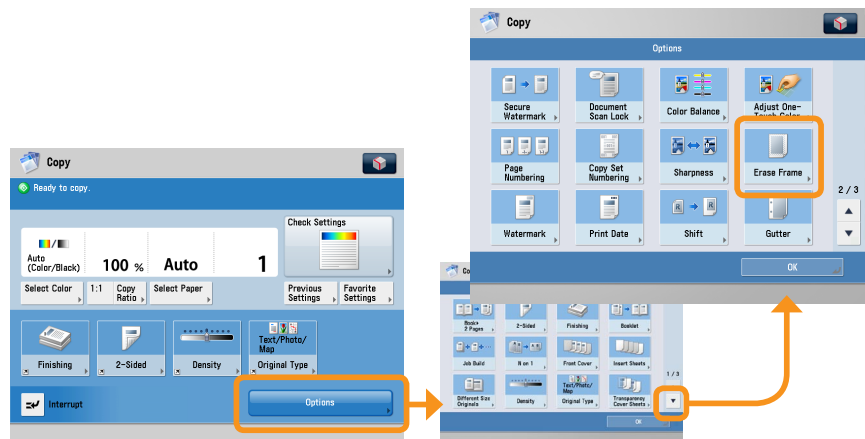 Copy
Ready to copy.
Check Settings
Auto
(Color/Black)
100 %
Auto
1
Select Color
1:1
Copy
Ratio
Select Paper
Previous
Settings
Favorite
Settings
Finishing
2-Sided
Density
Text/Photo/
Map
Original Type
Interrupt
Options
Co
Book▸
2 Pages
2-Sided
Finishing
Booklet
Job Build
N on 1
Front Cover
Insert Sheets
1 / 3
Different Size
Originals
Density
Text/Photo/
Map
Original Type
Transparency
Cover Sheets
OK
Copy
Options
Secure
Watermark
Document
Scan Lock
Color Balance
Adjust One-
Touch Color
Page
Numbering
Copy Set
Numbering
Sharpness
Erase Frame
2 / 3
Watermark
Print Date
Shift
Gutter
OK